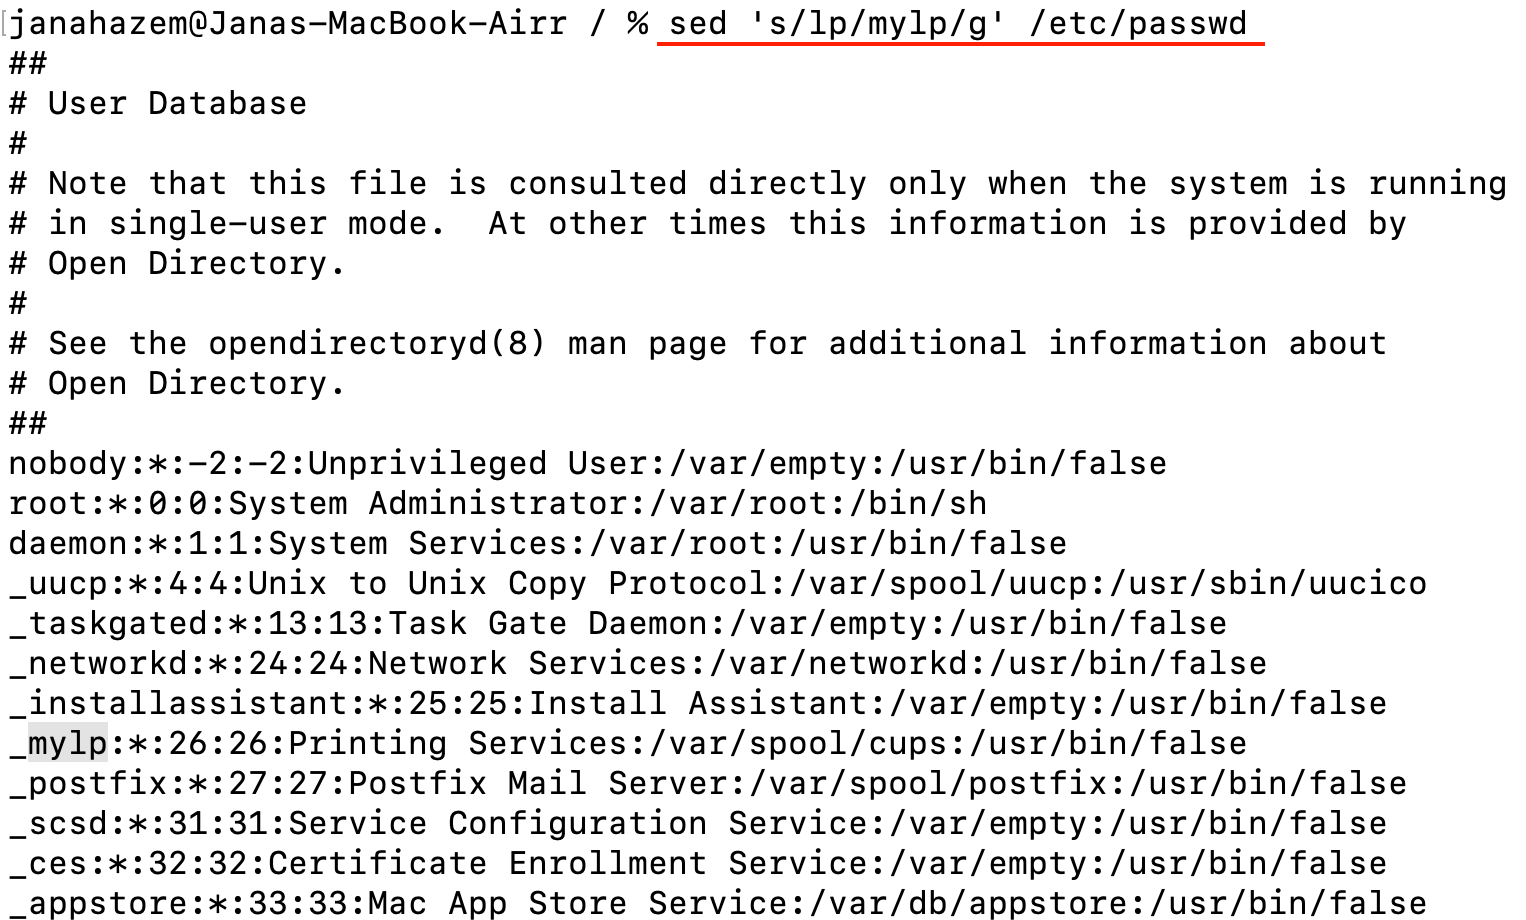 janahazem@Janas-MacBook-Airr / % sed 's/lp/mylp/g' /etc/passwd
##
# User Database
#
# Note that this file is consulted directly only when the system is running
# in single-user mode.  At other times this information is provided by
# Open Directory.
#
# See the opendirectoryd(8) man page for additional information about
# Open Directory.
##
nobody:*:-2:-2:Unprivileged User:/var/empty:/usr/bin/false
root:*:0:0:System Administrator:/var/root:/bin/sh
daemon:*:1:1:System Services:/var/root:/usr/bin/false
_uucp:*:4:4:Unix to Unix Copy Protocol:/var/spool/uucp:/usr/sbin/uucico
_taskgated:*:13:13:Task Gate Daemon:/var/empty:/usr/bin/false
_networkd:*:24:24:Network Services:/var/networkd:/usr/bin/false
_installassistant:*:25:25:Install Assistant:/var/empty:/usr/bin/false
_mylp:*:26:26:Printing Services:/var/spool/cups:/usr/bin/false
_postfix:*:27:27:Postfix Mail Server:/var/spool/postfix:/usr/bin/false
_scsd:*:31:31:Service Configuration Service:/var/empty:/usr/bin/false
_ces:*:32:32:Certificate Enrollment Service:/var/empty:/usr/bin/false
_appstore:*:33:33:Mac App Store Service:/var/db/appstore:/usr/bin/false